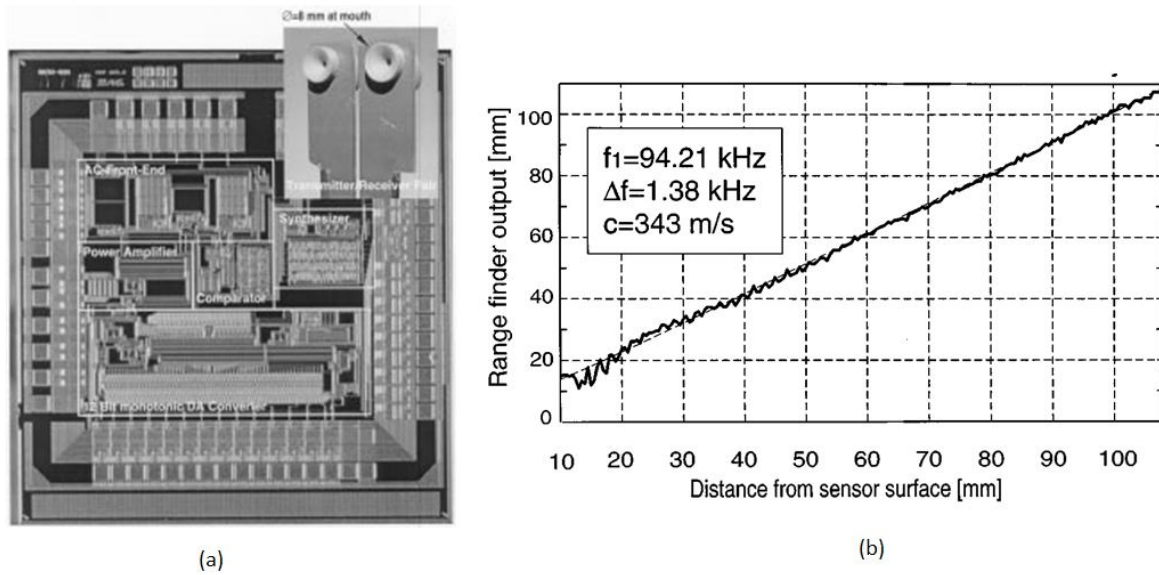 Ø=8 mm at mouth
Transmitter/Receiver Pair
AC-Front-End
Synthesizer
Power Amplifier
Comparator
12 Bit monotonic DA Converter
(a)
Range finder output [mm]
100
80
60
40
20
0
f1=94.21 kHz
Δf=1.38 kHz
c=343 m/s
10 20 30 40 50 60 70 80 90 100
Distance from sensor surface [mm]
(b)